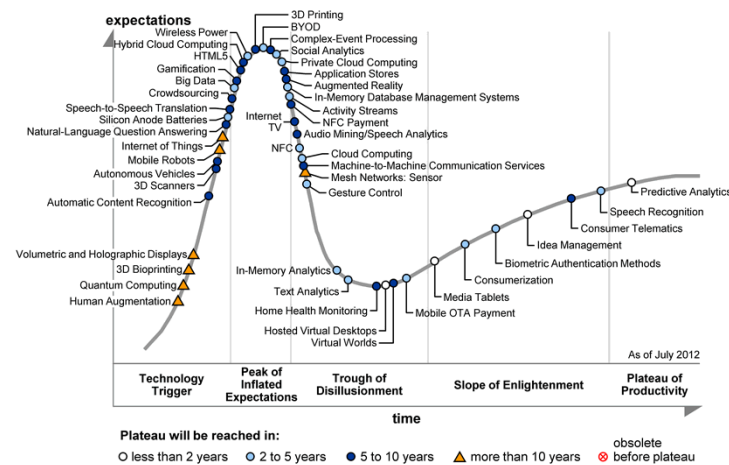 expectations
3D Printing
BYOD
Wireless Power
Complex-Event Processing
Hybrid Cloud Computing
Social Analytics
HTML5
Private Cloud Computing
Gamification
Application Stores
Big Data
Augmented Reality
Crowdsourcing
In-Memory Database Management Systems
Speech-to-Speech Translation
Activity Streams
Silicon Anode Batteries
Internet
TV
NFC Payment
Natural-Language Question Answering
Audio Mining/Speech Analytics
Internet of Things
NFC
Cloud Computing
Mobile Robots
Machine-to-Machine Communication Services
Autonomous Vehicles
Mesh Networks: Sensor
3D Scanners
Gesture Control
Predictive Analytics
Automatic Content Recognition
Speech Recognition
Consumer Telematics
Idea Management
Volumetric and Holographic Displays
Biometric Authentication Methods
3D Bioprinting
In-Memory Analytics
Consumerization
Quantum Computing
Text Analytics
Media Tablets
Human Augmentation
Home Health Monitoring
Mobile OTA Payment
Hosted Virtual Desktops
Virtual Worlds
As of July 2012
Technology
Trigger
Peak of
Inflated
Expectations
Trough of
Disillusionment
Slope of Enlightenment
Plateau of
Productivity
time
Plateau will be reached in:
less than 2 years
2 to 5 years
5 to 10 years
more than 10 years
obsolete
before plateau